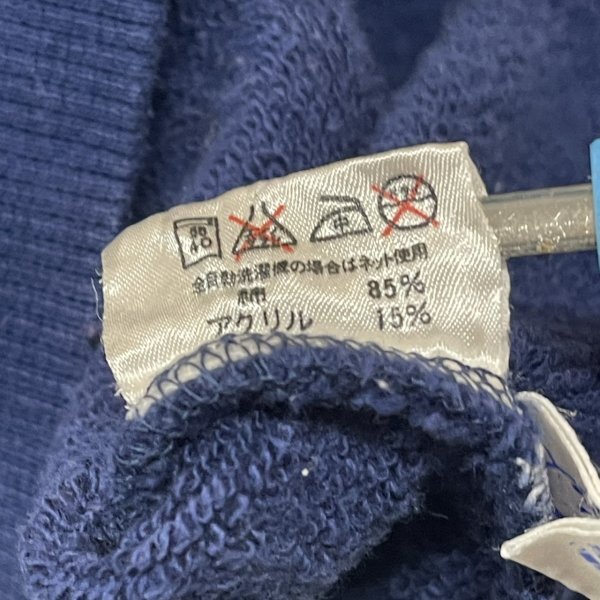 40
中
全自動洗濯機の場合はネット使用
綿 85%
アクリル 15%